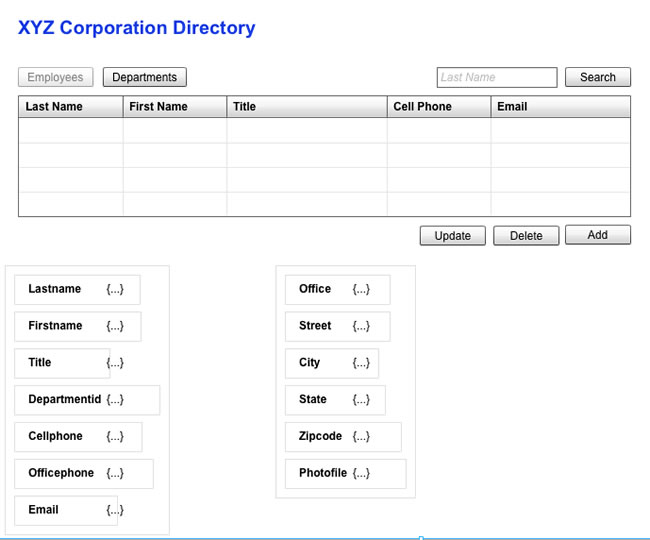 XYZ Corporation Directory
Employees Departments Last Name Search
Last Name First Name Title Cell Phone Email
Update Delete Add
Lastname {...}
Firstname {...}
Title {...}
Departmentid {...}
Cellphone {...}
Officephone {...}
Email {...}
Office {...}
Street {...}
City {...}
State {...}
Zipcode {...}
Photofile {...}